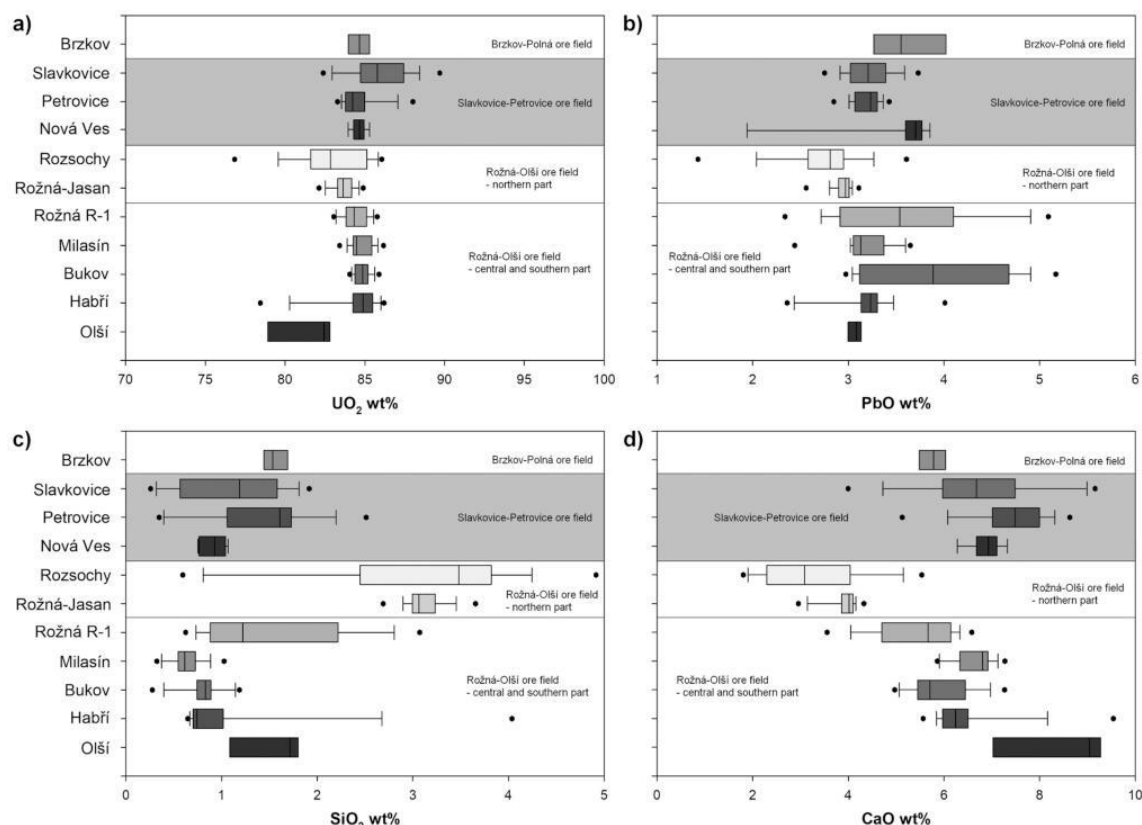 a)
Brzkov
Slavkovice
Petrovice
Nová Ves
Rozsochy
Rožná-Jasan
Rožná R-1
Milasín
Bukov
Habří
Olší
Brzkov-Polná ore field
Slavkovice-Petrovice ore field
Rožná-Olší ore field
- northern part
Rožná-Olší ore field
- central and southern part
70 75 80 85 90 95 100
UO₂ wt%
b)
Brzkov-Polná ore field
Slavkovice-Petrovice ore field
Rožná-Olší ore field
- northern part
Rožná-Olší ore field
- central and southern part
1 2 3 4 5 6
PbO wt%
c)
Brzkov
Slavkovice
Petrovice
Nová Ves
Rozsochy
Rožná-Jasan
Rožná R-1
Milasín
Bukov
Habří
Olší
Brzkov-Polná ore field
Slavkovice-Petrovice ore field
Rožná-Olší ore field
- northern part
Rožná-Olší ore field
- central and southern part
0 1 2 3 4 5
SiO₂ wt%
d)
Brzkov-Polná ore field
Slavkovice-Petrovice ore field
Rožná-Olší ore field
- northern part
Rožná-Olší ore field
- central and southern part
0 2 4 6 8 10
CaO wt%